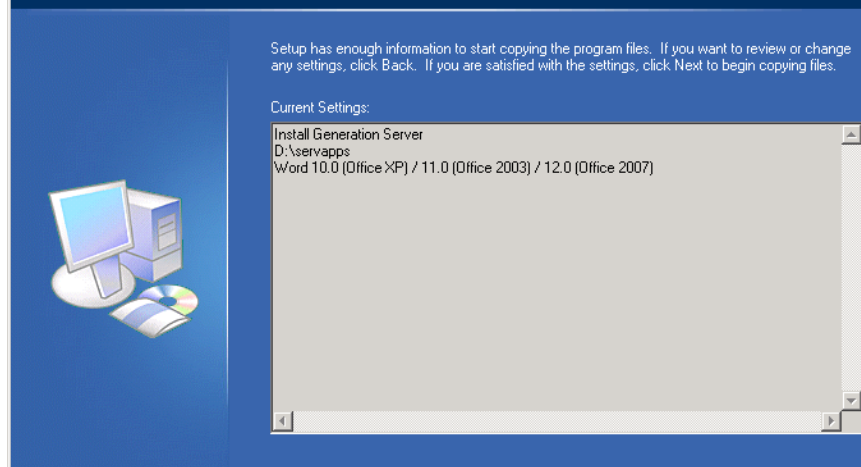 Setup has enough information to start copying the program files.  If you want to review or change
any settings, click Back.  If you are satisfied with the settings, click Next to begin copying files.
Current Settings:
Install Generation Server
D:\servapps
Word 10.0 (Office XP) / 11.0 (Office 2003) / 12.0 (Office 2007)